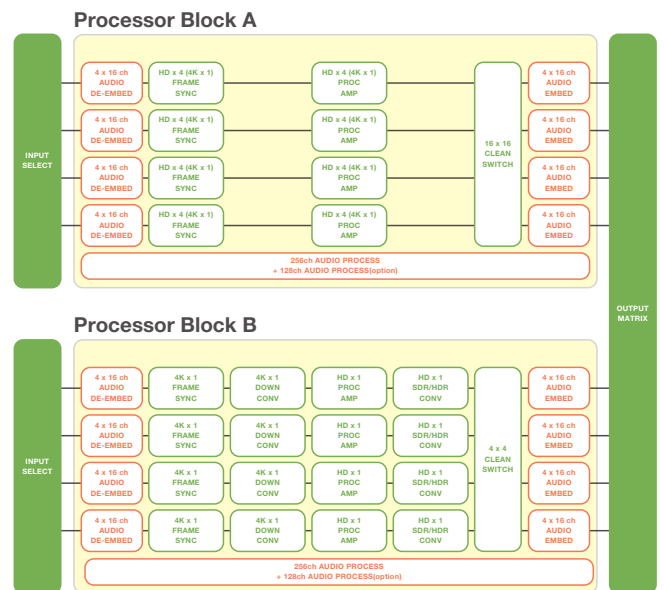 Processor Block A
INPUT
SELECT
4 x 16 ch
AUDIO
DE-EMBED
HD x 4 (4K x 1)
FRAME
SYNC
HD x 4 (4K x 1)
PROC
AMP
4 x 16 ch
AUDIO
EMBED
4 x 16 ch
AUDIO
DE-EMBED
HD x 4 (4K x 1)
FRAME
SYNC
HD x 4 (4K x 1)
PROC
AMP
4 x 16 ch
AUDIO
EMBED
16 x 16
CLEAN
SWITCH
4 x 16 ch
AUDIO
DE-EMBED
HD x 4 (4K x 1)
FRAME
SYNC
HD x 4 (4K x 1)
PROC
AMP
4 x 16 ch
AUDIO
EMBED
4 x 16 ch
AUDIO
DE-EMBED
HD x 4 (4K x 1)
FRAME
SYNC
HD x 4 (4K x 1)
PROC
AMP
4 x 16 ch
AUDIO
EMBED
256ch AUDIO PROCESS
+ 128ch AUDIO PROCESS(option)
OUTPUT
MATRIX
Processor Block B
INPUT
SELECT
4 x 16 ch
AUDIO
DE-EMBED
4K x 1
FRAME
SYNC
4K x 1
DOWN
CONV
HD x 1
PROC
AMP
HD x 1
SDR/HDR
CONV
4 x 16 ch
AUDIO
EMBED
4 x 16 ch
AUDIO
DE-EMBED
4K x 1
FRAME
SYNC
4K x 1
DOWN
CONV
HD x 1
PROC
AMP
HD x 1
SDR/HDR
CONV
4 x 16 ch
AUDIO
EMBED
4 x 4
CLEAN
SWITCH
4 x 16 ch
AUDIO
DE-EMBED
4K x 1
FRAME
SYNC
4K x 1
DOWN
CONV
HD x 1
PROC
AMP
HD x 1
SDR/HDR
CONV
4 x 16 ch
AUDIO
EMBED
4 x 16 ch
AUDIO
DE-EMBED
4K x 1
FRAME
SYNC
4K x 1
DOWN
CONV
HD x 1
PROC
AMP
HD x 1
SDR/HDR
CONV
4 x 16 ch
AUDIO
EMBED
256ch AUDIO PROCESS
+ 128ch AUDIO PROCESS(option)